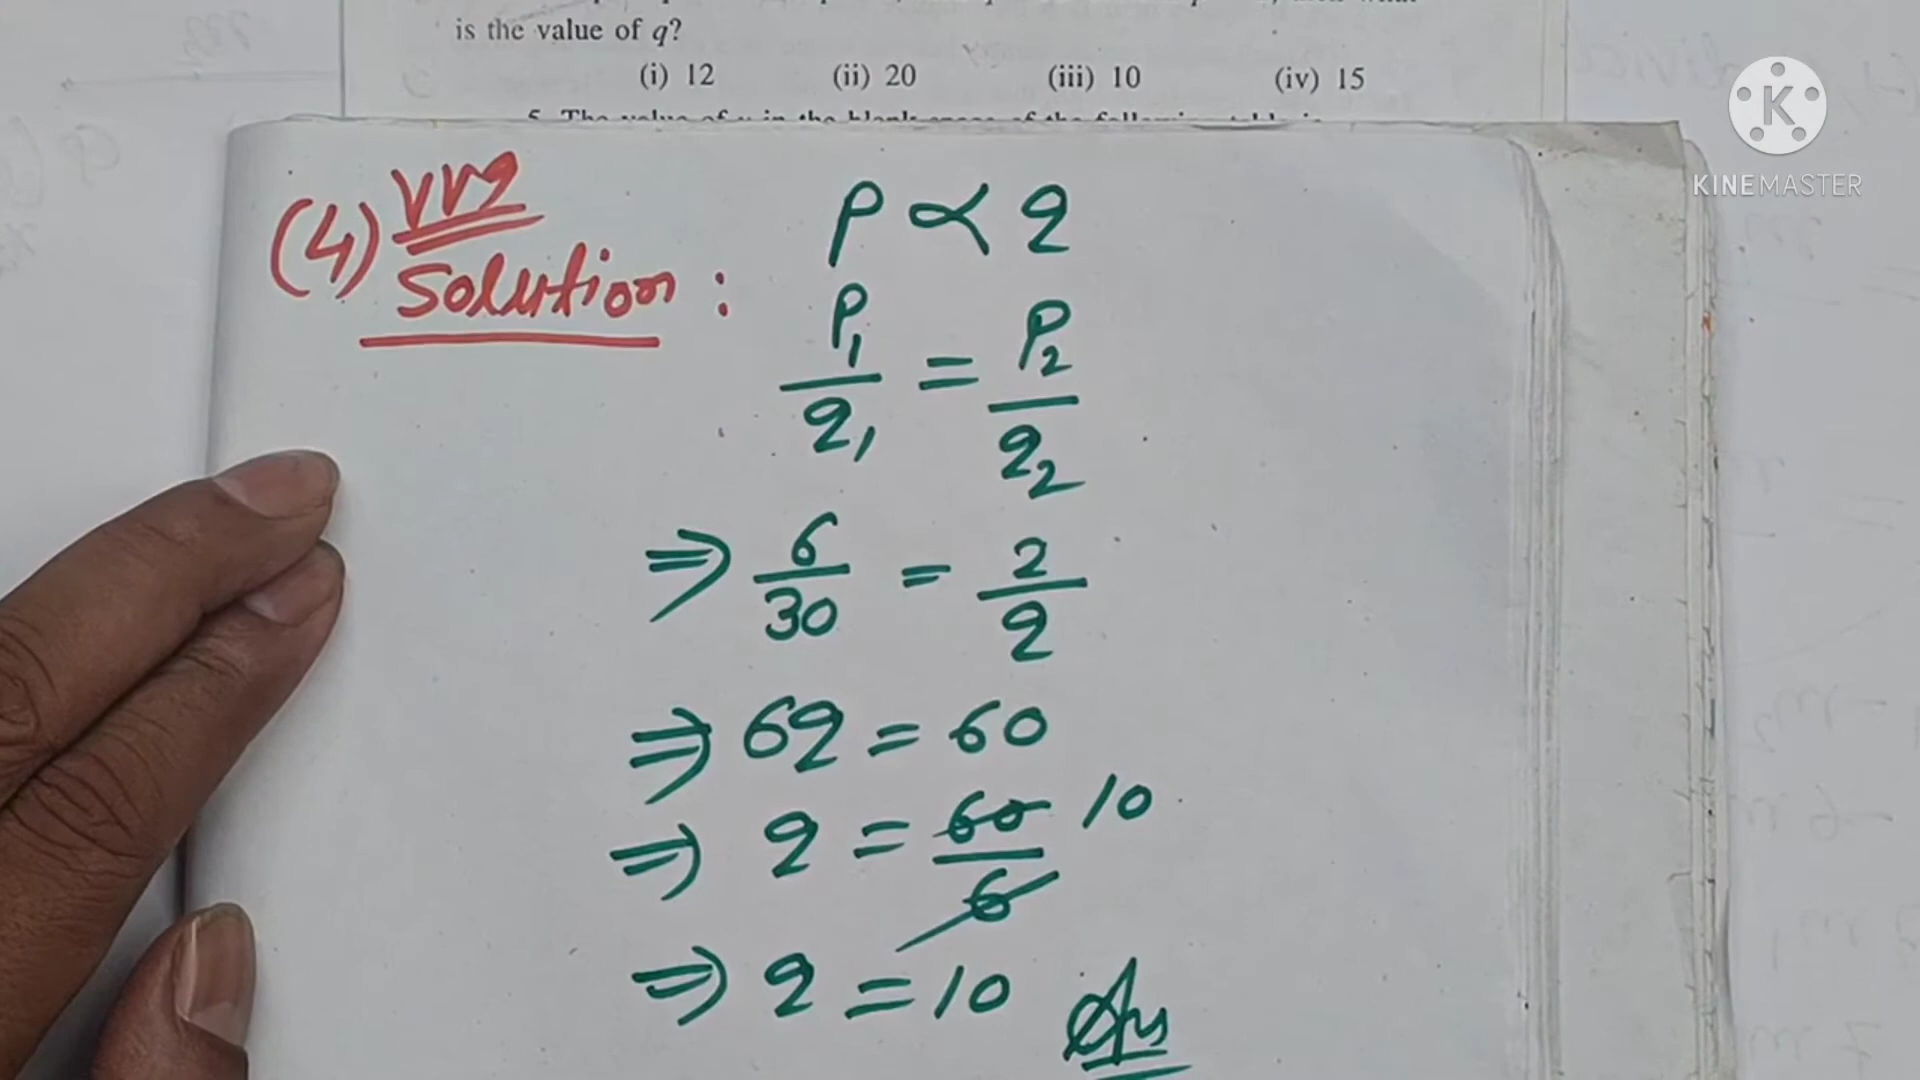 is the value of q?
(i) 12 (ii) 20 (iii) 10 (iv) 15
KINEMASTER
(4) VVQ
Solution :
P ∝ q
P₁/q₁ = P₂/q₂
⇒ 6/30 = 2/q
⇒ 6q = 60
⇒ q = 60/6 10
⇒ q = 10 Ans